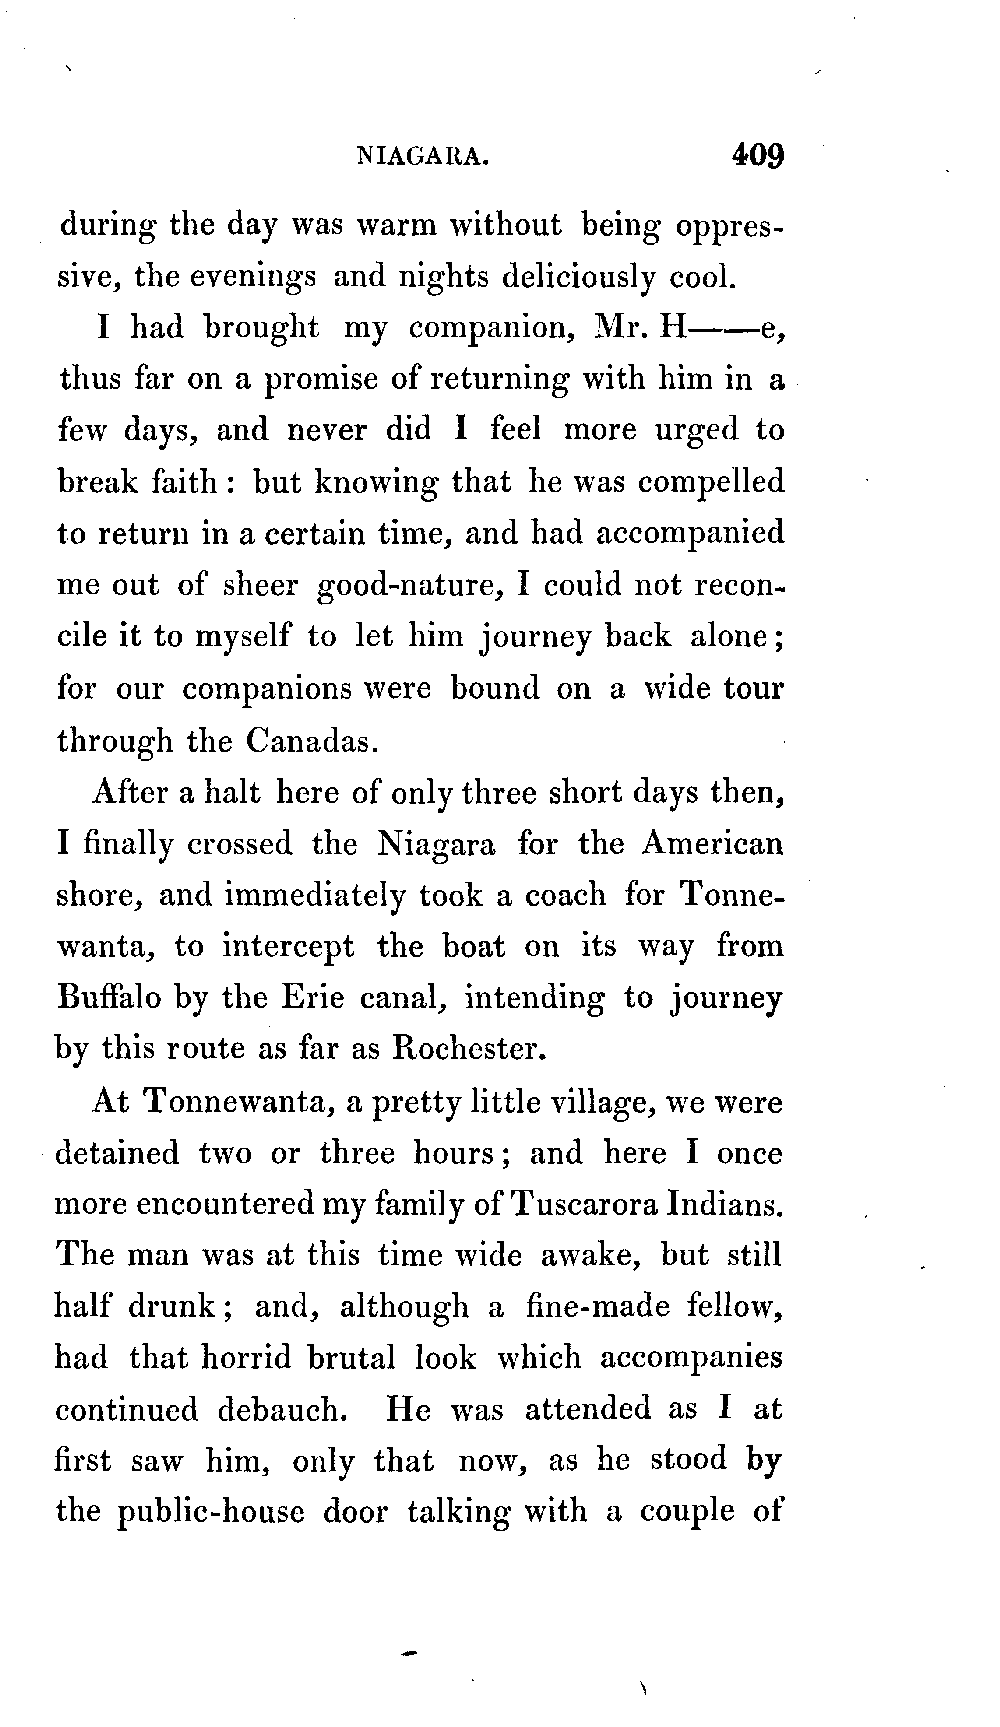 NIAGARA. 409
during the day was warm without being oppres-
sive, the evenings and nights deliciously cool.
I had brought my companion, Mr. H——e,
thus far on a promise of returning with him in a
few days, and never did I feel more urged to
break faith : but knowing that he was compelled
to return in a certain time, and had accompanied
me out of sheer good-nature, I could not recon-
cile it to myself to let him journey back alone ;
for our companions were bound on a wide tour
through the Canadas.
After a halt here of only three short days then,
I finally crossed the Niagara for the American
shore, and immediately took a coach for Tonne-
wanta, to intercept the boat on its way from
Buffalo by the Erie canal, intending to journey
by this route as far as Rochester.
At Tonnewanta, a pretty little village, we were
detained two or three hours ; and here I once
more encountered my family of Tuscarora Indians.
The man was at this time wide awake, but still
half drunk ; and, although a fine-made fellow,
had that horrid brutal look which accompanies
continued debauch. He was attended as I at
first saw him, only that now, as he stood by
the public-house door talking with a couple of